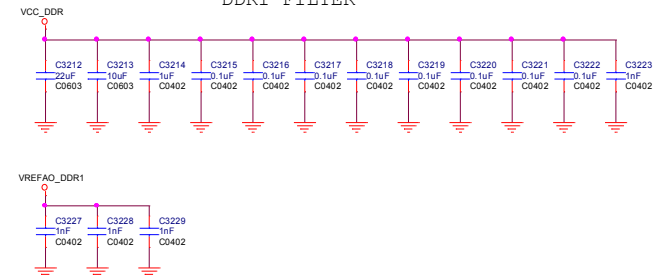 DDR1 FILTER
VCC_DDR
C3212 C3213 C3214 C3215 C3216 C3217 C3218 C3219 C3220 C3221 C3222 C3223
22uF 10uF 1uF 0.1uF 0.1uF 0.1uF 0.1uF 0.1uF 0.1uF 0.1uF 0.1uF 1nF
C0603 C0603 C0402 C0402 C0402 C0402 C0402 C0402 C0402 C0402 C0402 C0402
VREFAO_DDR1
C3227 C3228 C3229
1nF 1nF 1nF
C0402 C0402 C0402